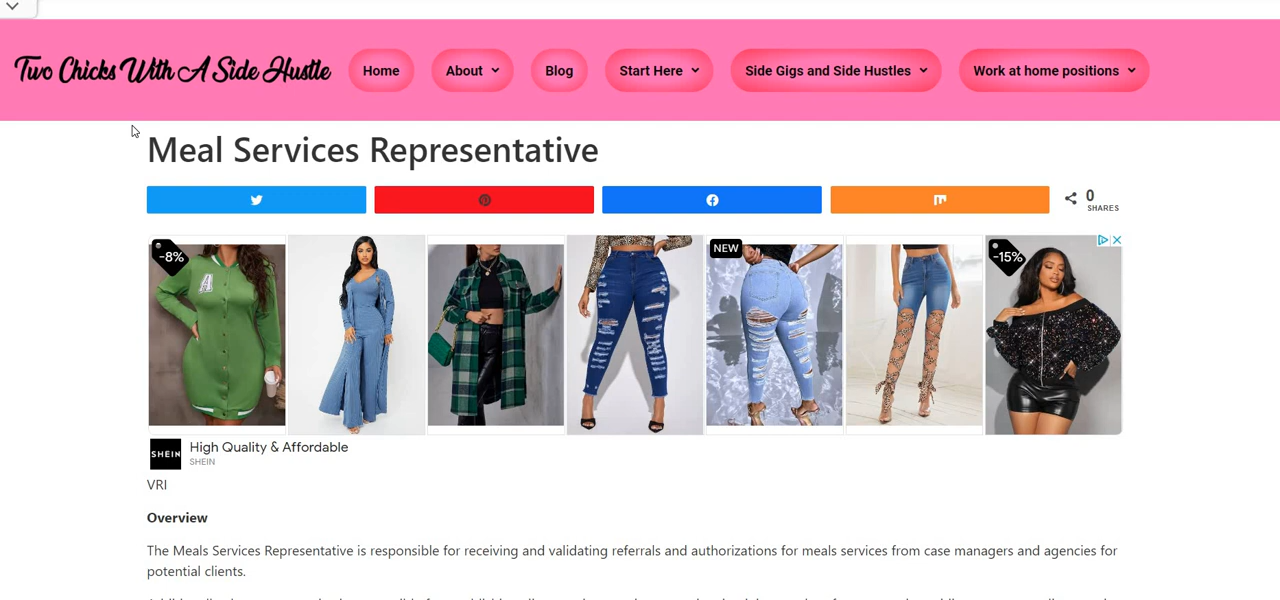 Two Chicks With A Side Hustle
Home
About
Blog
Start Here
Side Gigs and Side Hustles
Work at home positions
Meal Services Representative
0
SHARES
-8%
A
NEW
-15%
SHEIN
High Quality & Affordable
SHEIN
VRI
Overview
The Meals Services Representative is responsible for receiving and validating referrals and authorizations for meals services from case managers and agencies for
potential clients.